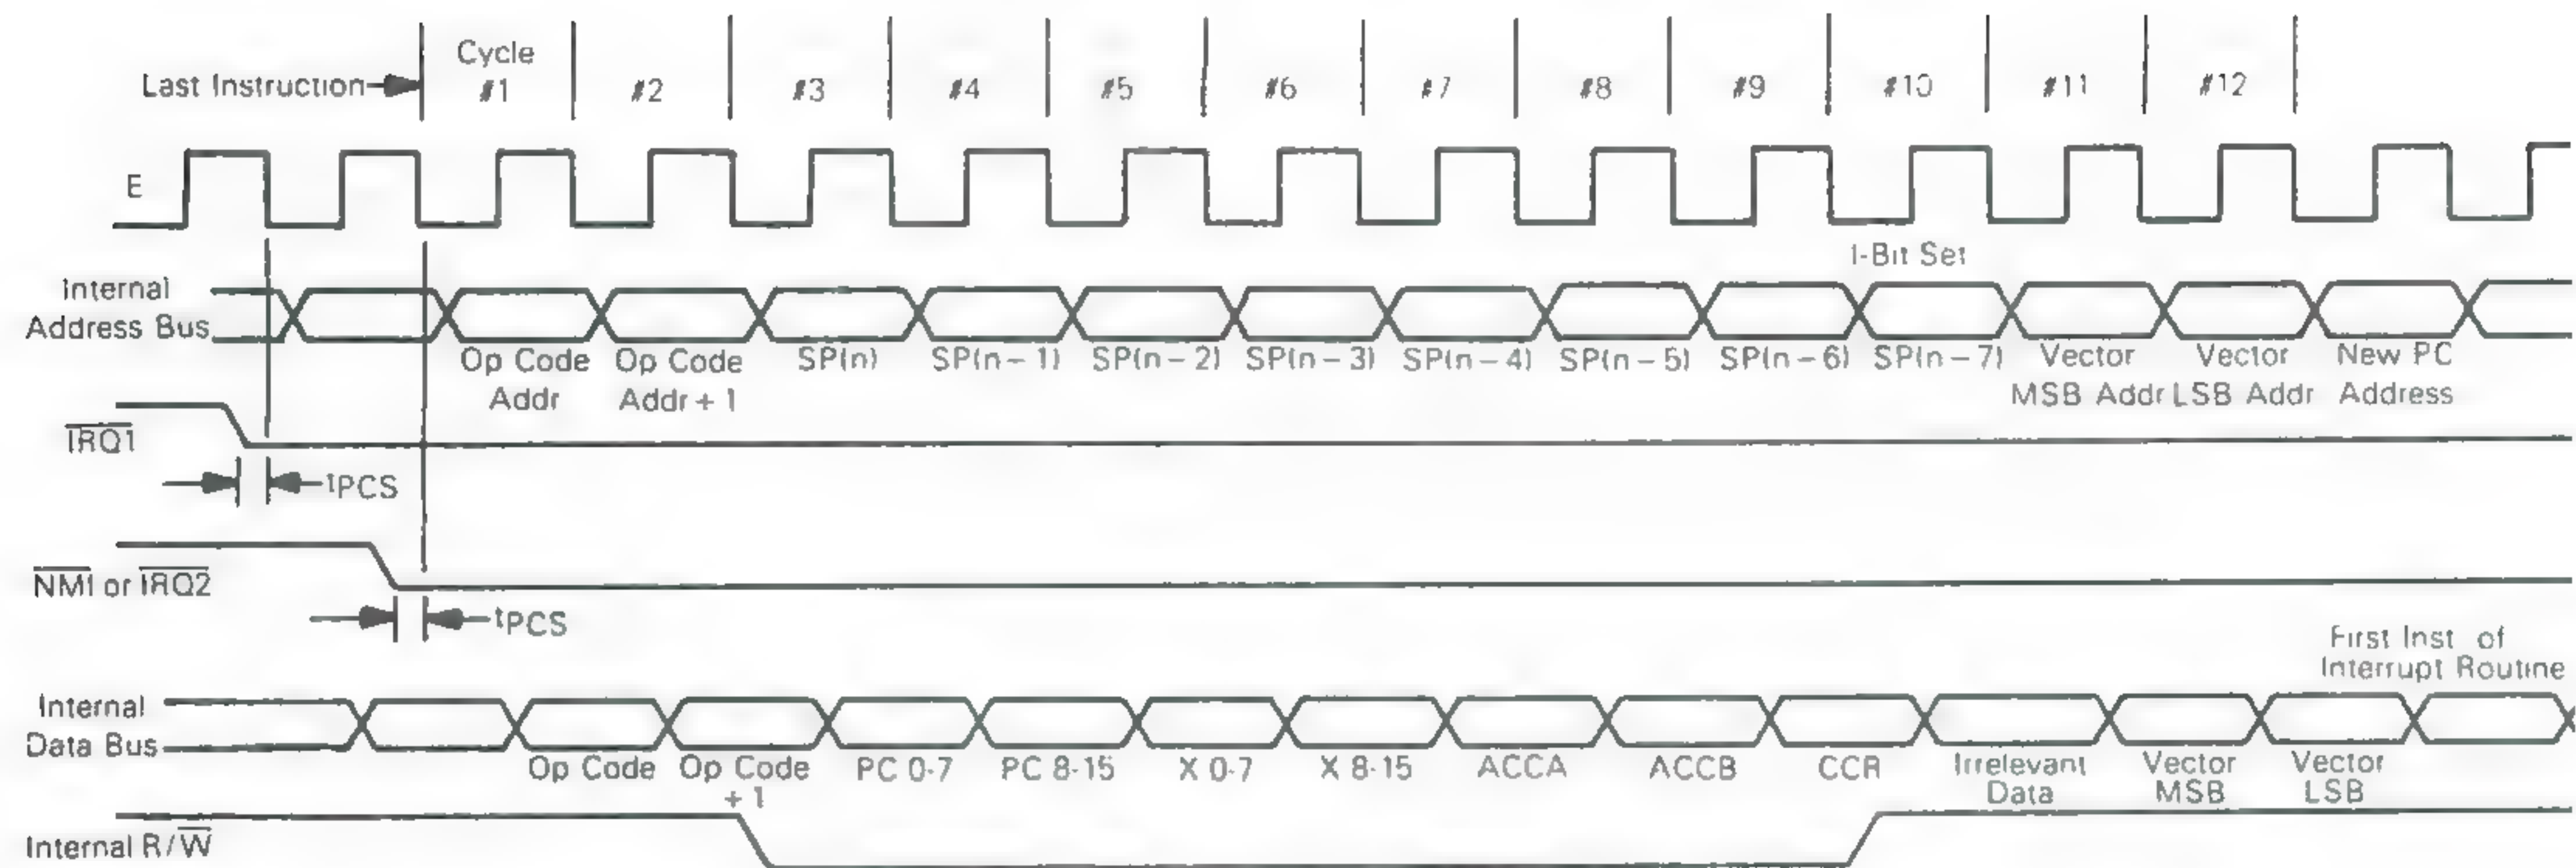 Cycle
Last Instruction #1 #2 #3 #4 #5 #6 #7 #8 #9 #10 #11 #12
E
I-Bit Set
Internal
Address Bus
Op Code Op Code SP(n) SP(n-1) SP(n-2) SP(n-3) SP(n-4) SP(n-5) SP(n-6) SP(n-7) Vector Vector New PC
Addr Addr+1 MSB Addr LSB Addr Address
IRQ1
tPCS
NMI or IRQ2
tPCS
First Inst of
Interrupt Routine
Internal
Data Bus
Op Code Op Code PC 0-7 PC 8-15 X 0-7 X 8-15 ACCA ACCB CCR Irrelevant Vector Vector
+1 Data MSB LSB
Internal R/W